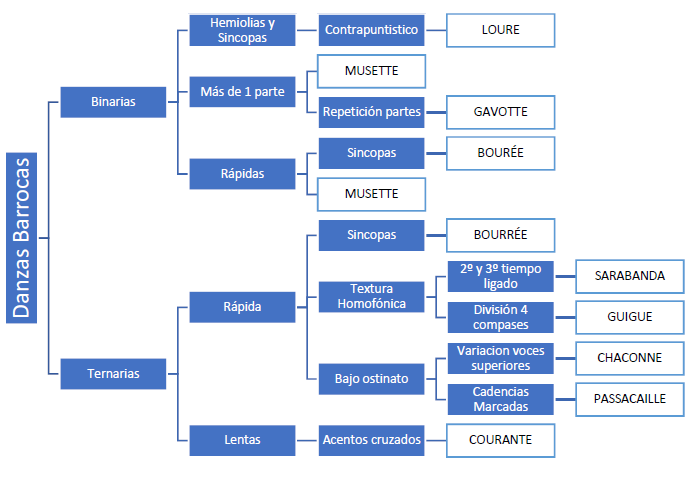 Danzas Barrocas
Binarias
Hemiolias y
Sincopas
Contrapuntistico
LOURE
Más de 1 parte
MUSETTE
Repetición partes
GAVOTTE
Rápidas
Sincopas
BOURÉE
MUSETTE
Ternarias
Rápida
Sincopas
BOURRÉE
Textura
Homofónica
2º y 3º tiempo
ligado
SARABANDA
División 4
compases
GUIGUE
Bajo ostinato
Variacion voces
superiores
CHACONNE
Cadencias
Marcadas
PASSACAILLE
Lentas
Acentos cruzados
COURANTE